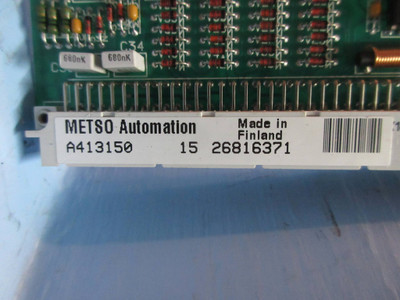 680nK 680nK
METSO Automation Made in
Finland
A413150 15 26816371